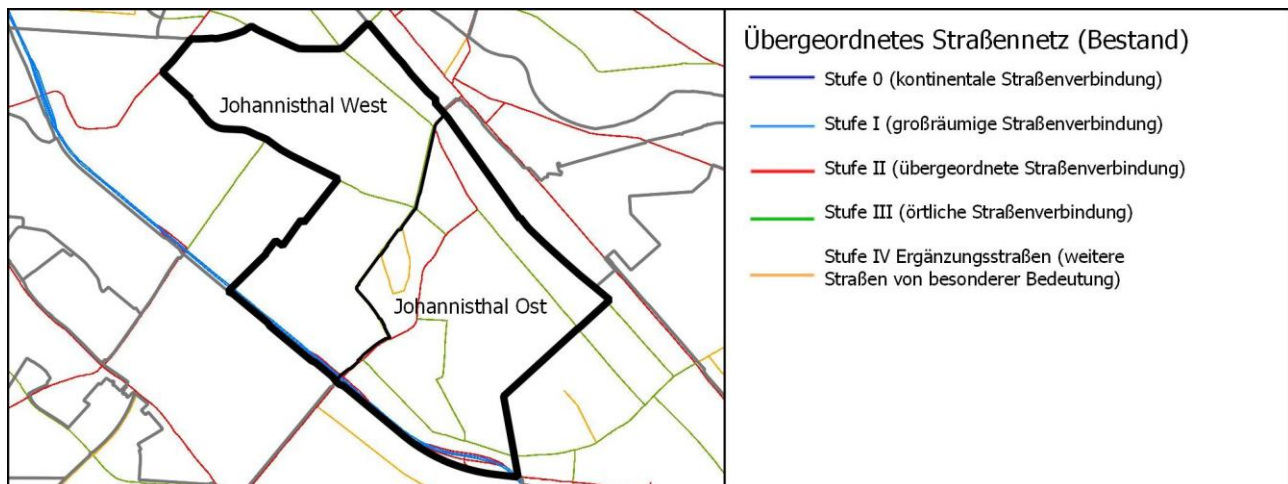 Johannisthal West
Johannisthal Ost
Übergeordnetes Straßennetz (Bestand)
Stufe 0 (kontinentale Straßenverbindung)
Stufe I (großräumige Straßenverbindung)
Stufe II (übergeordnete Straßenverbindung)
Stufe III (örtliche Straßenverbindung)
Stufe IV Ergänzungsstraßen (weitere
Straßen von besonderer Bedeutung)